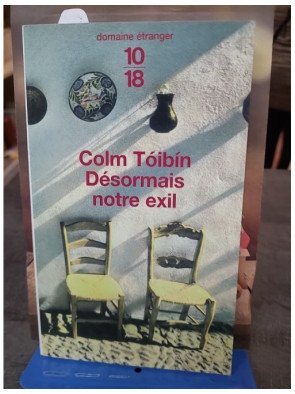 domaine étranger
10
18
Colm Tóibín
Désormais
notre exil